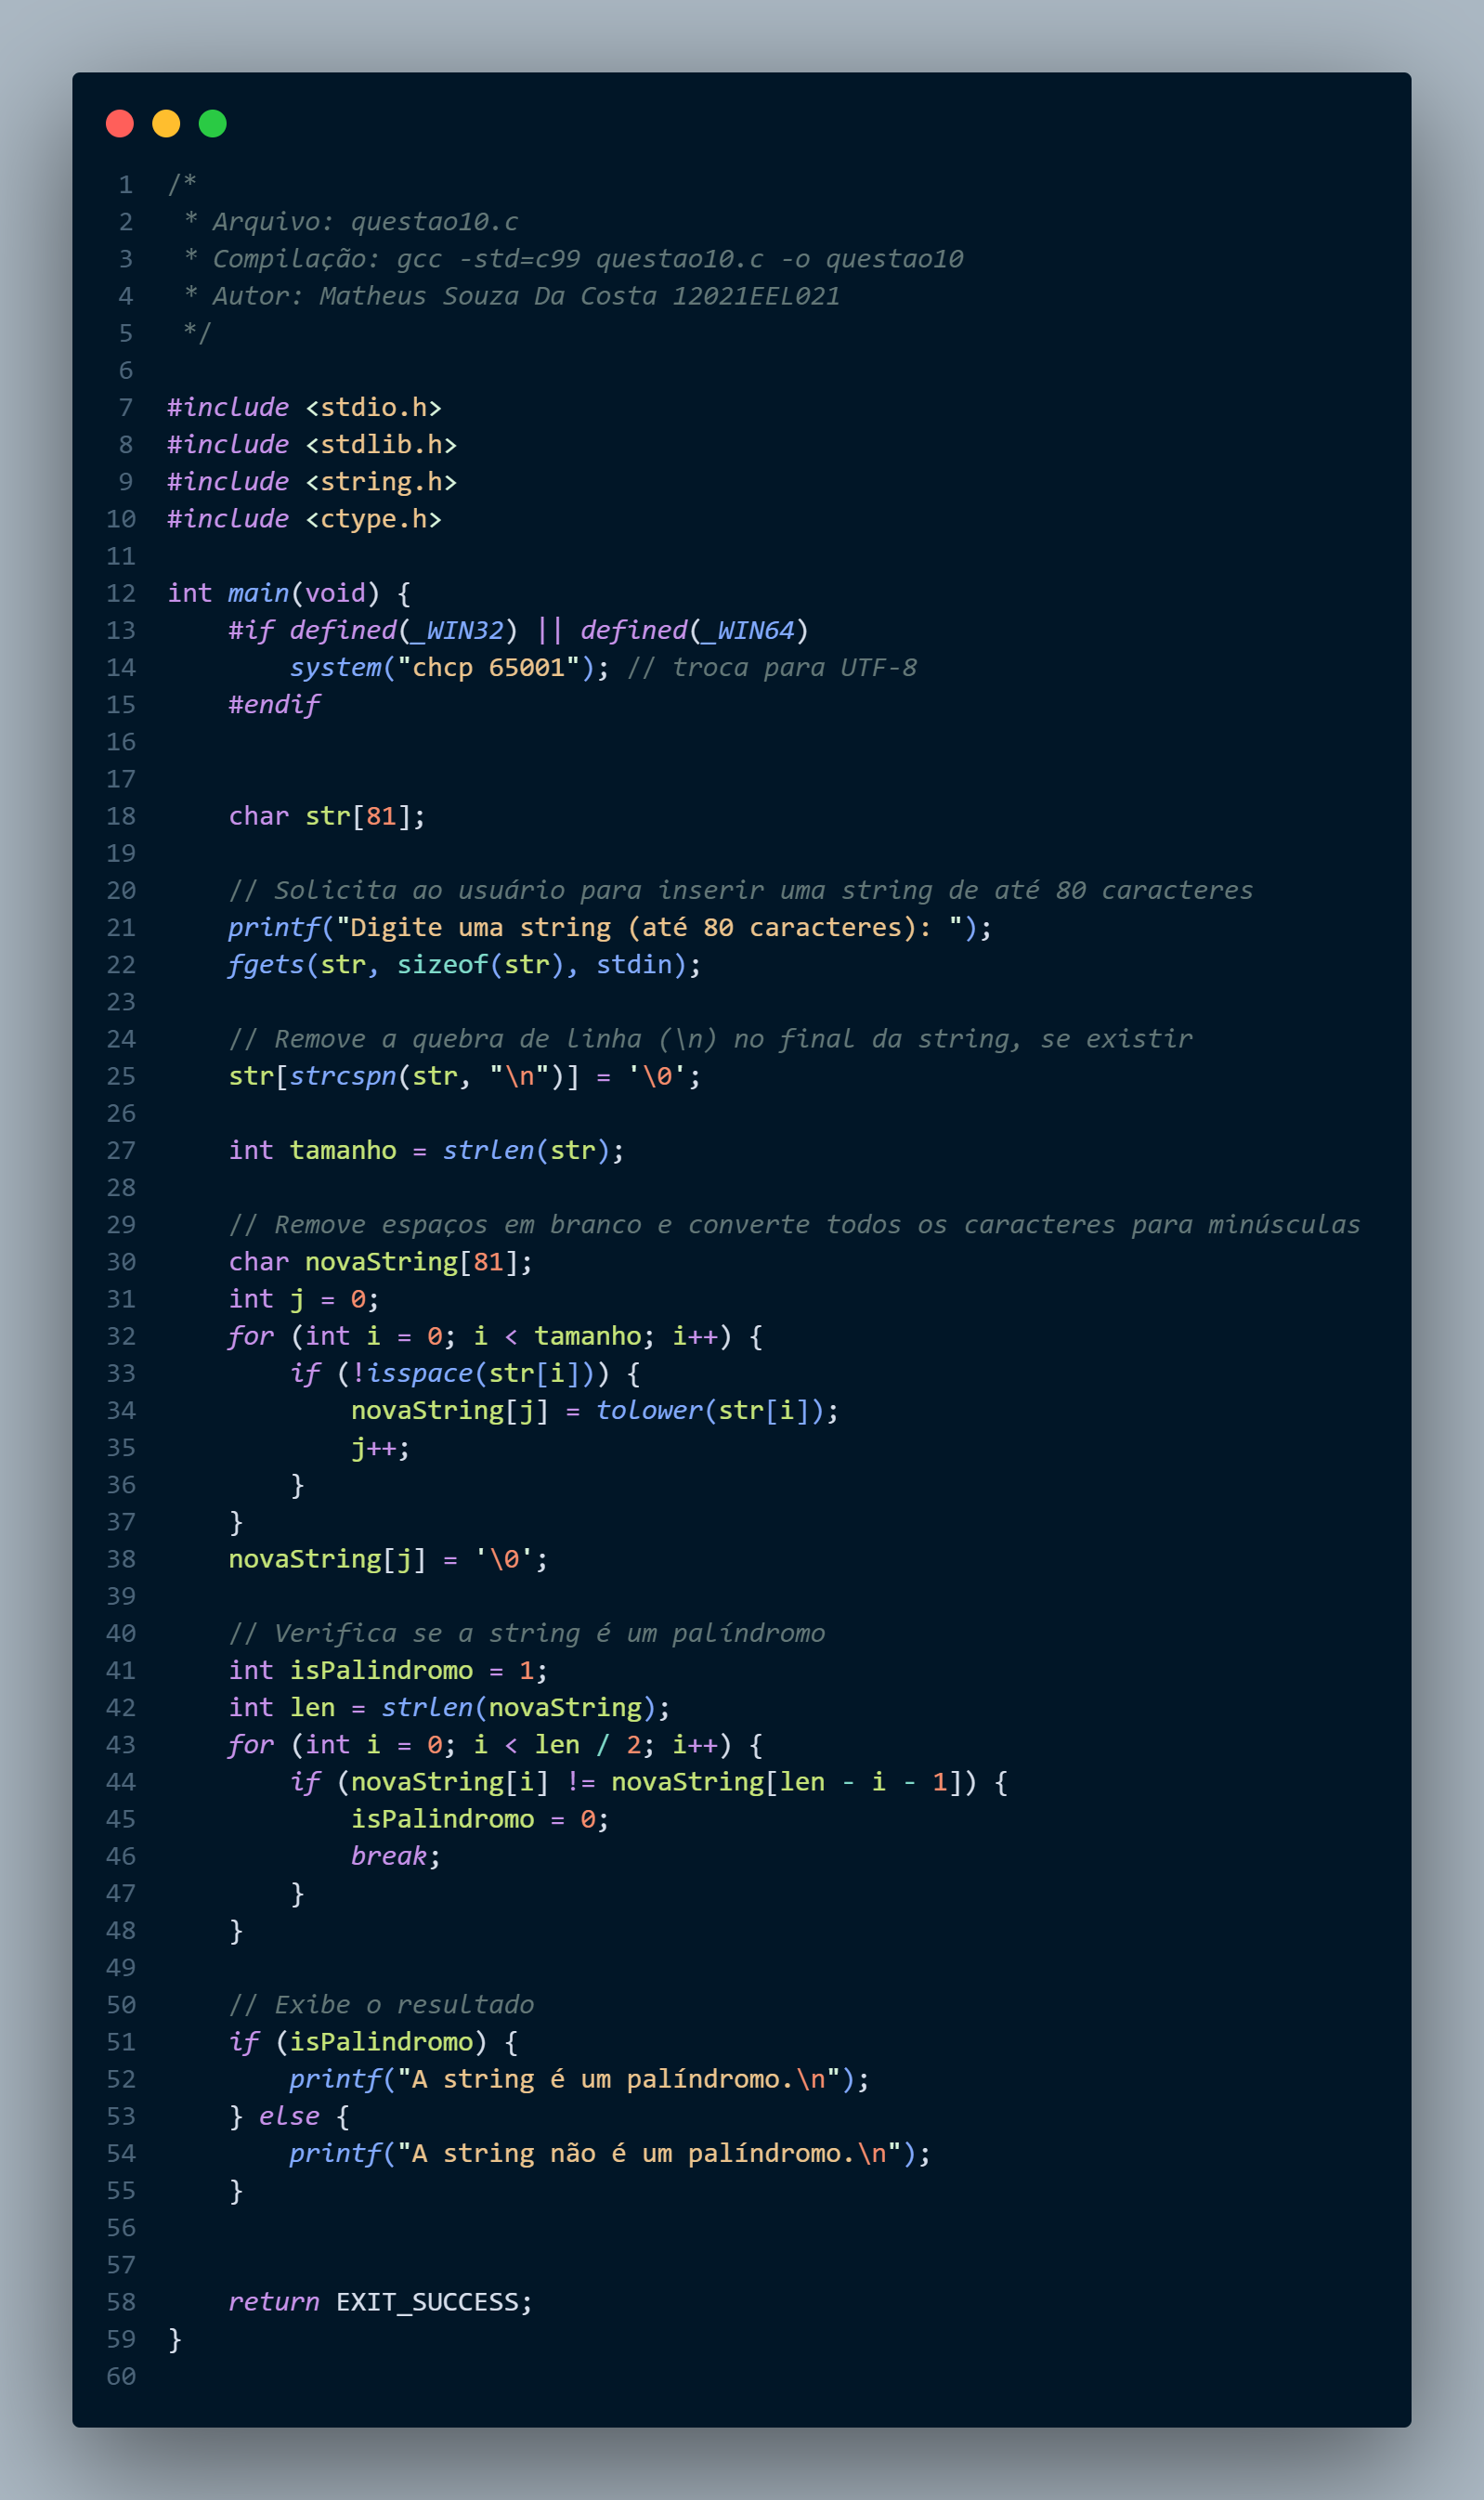 1 /*
2  * Arquivo: questao10.c
3  * Compilação: gcc -std=c99 questao10.c -o questao10
4  * Autor: Matheus Souza Da Costa 12021EEL021
5  */
6
7 #include <stdio.h>
8 #include <stdlib.h>
9 #include <string.h>
10 #include <ctype.h>
11
12 int main(void) {
13     #if defined(_WIN32) || defined(_WIN64)
14         system("chcp 65001"); // troca para UTF-8
15     #endif
16
17
18     char str[81];
19
20     // Solicita ao usuário para inserir uma string de até 80 caracteres
21     printf("Digite uma string (até 80 caracteres): ");
22     fgets(str, sizeof(str), stdin);
23
24     // Remove a quebra de linha (\n) no final da string, se existir
25     str[strcspn(str, "\n")] = '\0';
26
27     int tamanho = strlen(str);
28
29     // Remove espaços em branco e converte todos os caracteres para minúsculas
30     char novaString[81];
31     int j = 0;
32     for (int i = 0; i < tamanho; i++) {
33         if (!isspace(str[i])) {
34             novaString[j] = tolower(str[i]);
35             j++;
36         }
37     }
38     novaString[j] = '\0';
39
40     // Verifica se a string é um palíndromo
41     int isPalindromo = 1;
42     int len = strlen(novaString);
43     for (int i = 0; i < len / 2; i++) {
44         if (novaString[i] != novaString[len - i - 1]) {
45             isPalindromo = 0;
46             break;
47         }
48     }
49
50     // Exibe o resultado
51     if (isPalindromo) {
52         printf("A string é um palíndromo.\n");
53     } else {
54         printf("A string não é um palíndromo.\n");
55     }
56
57
58     return EXIT_SUCCESS;
59 }
60